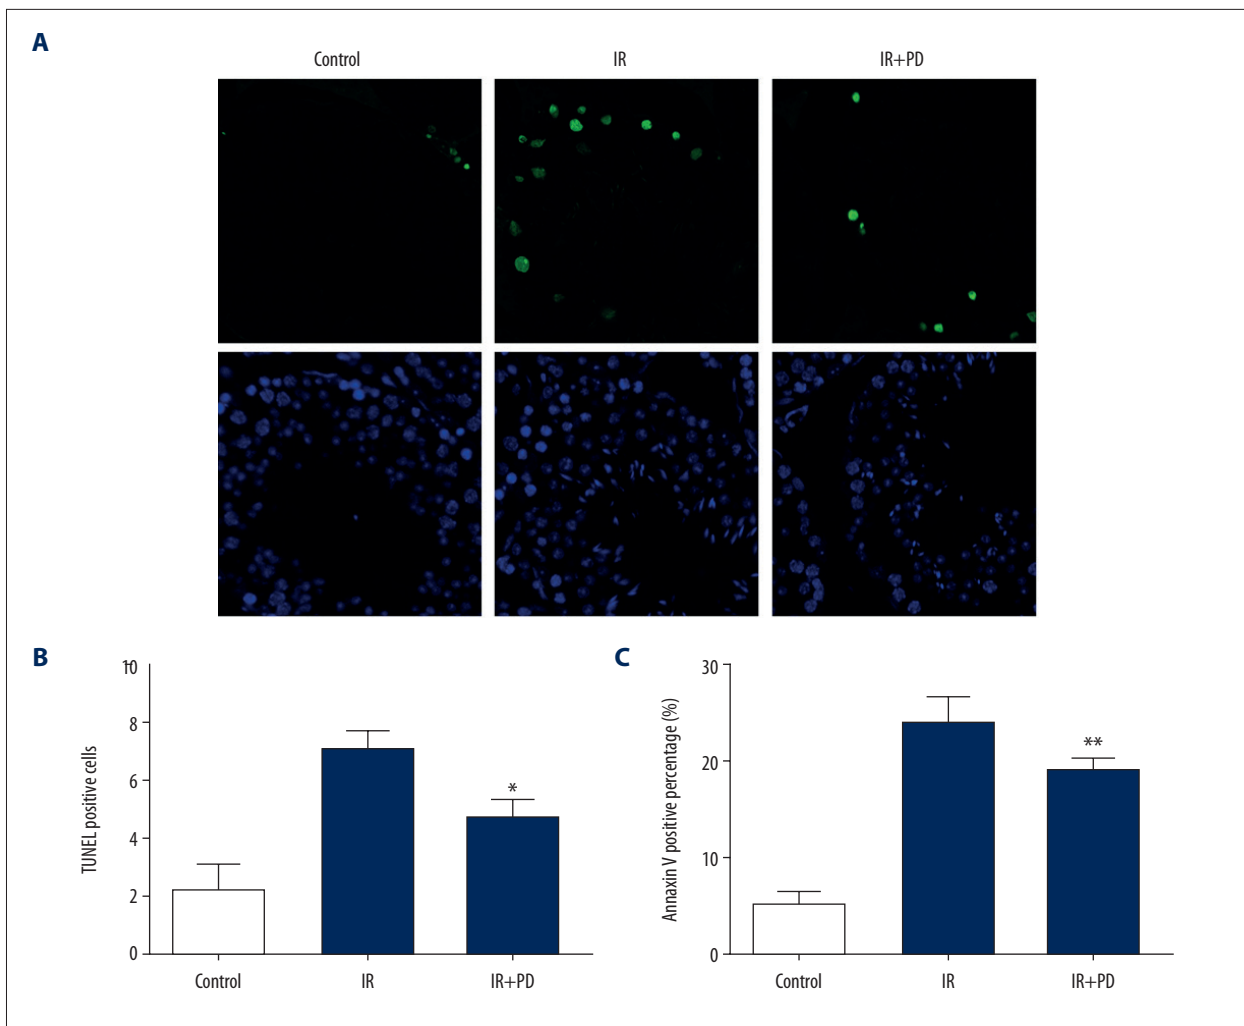 A
Control IR IR+PD
B
TUNEL positive cells
10
8
6
4
2
0
*
Control IR IR+PD
C
Annaxin V positive percentage (%)
30
20
10
0
**
Control IR IR+PD